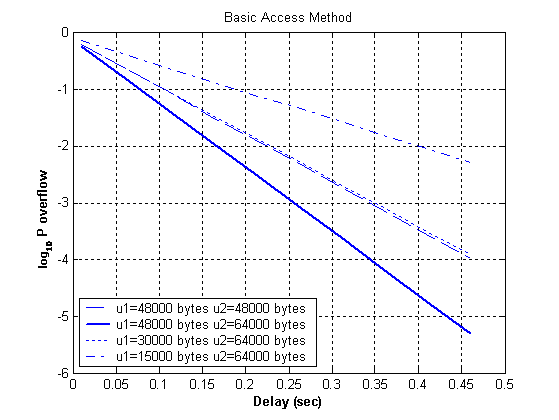 Basic Access Method
0
-1
-2
-3
-4
-5
-6
log10 P overflow
u1=48000 bytes u2=48000 bytes
u1=48000 bytes u2=64000 bytes
u1=30000 bytes u2=64000 bytes
u1=15000 bytes u2=64000 bytes
0 0.05 0.1 0.15 0.2 0.25 0.3 0.35 0.4 0.45 0.5
Delay (sec)